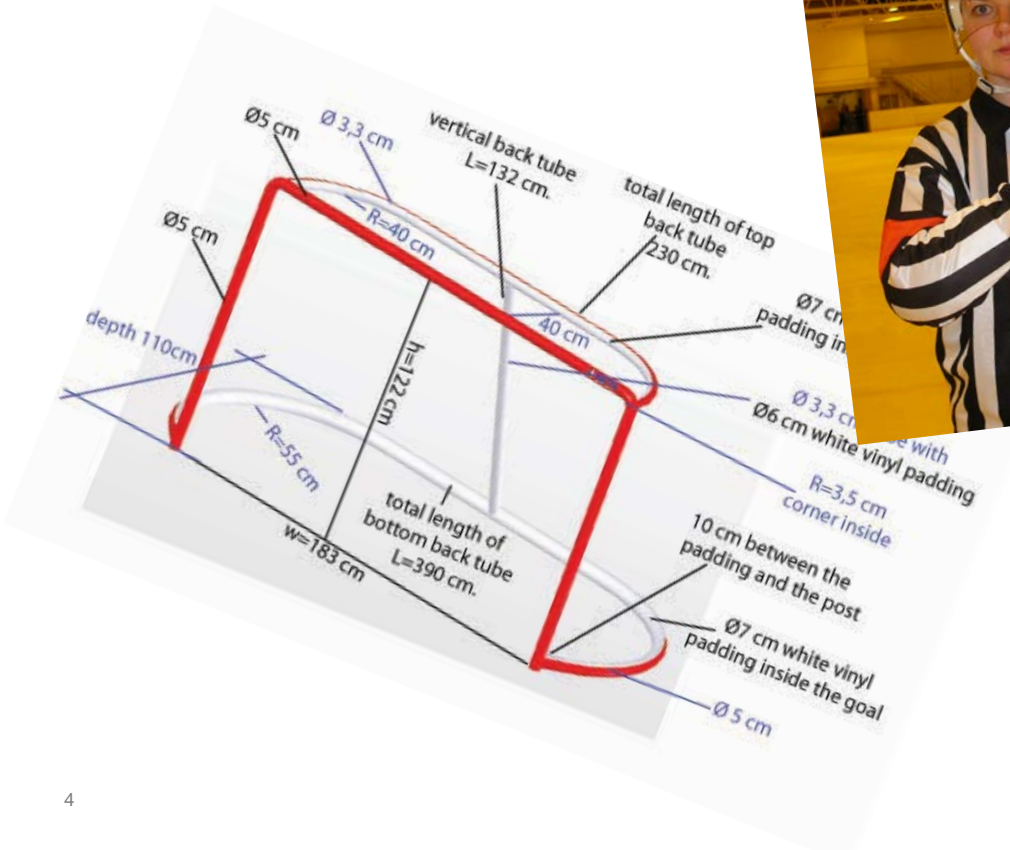 Ø5 cm
Ø 3,3 cm
vertical back tube
L=132 cm.
total length of top
back tube
230 cm.
Ø5 cm
R=40 cm
40 cm
Ø7
padding
depth 110cm
h=122 cm
Ø 3,3
with
Ø6 cm white vinyl padding
R=55 cm
R=3,5 cm
corner inside
total length of
bottom back tube
L=390 cm.
w=183 cm
10 cm between the
padding and the post
Ø7 cm white vinyl
padding inside the goal
Ø 5 cm
4